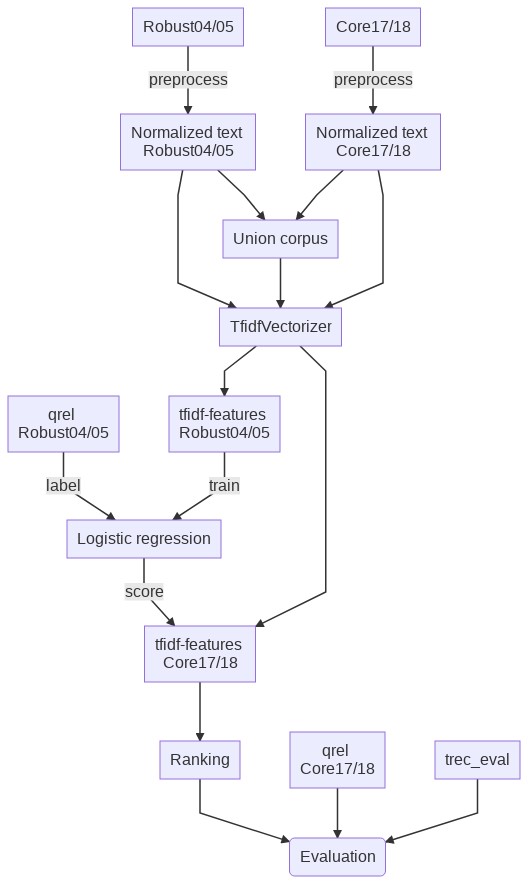 Robust04/05
Core17/18
preprocess
preprocess
Normalized text
Robust04/05
Normalized text
Core17/18
Union corpus
TfidfVectorizer
qrel
Robust04/05
tfidf-features
Robust04/05
label
train
Logistic regression
score
tfidf-features
Core17/18
Ranking
qrel
Core17/18
trec_eval
Evaluation